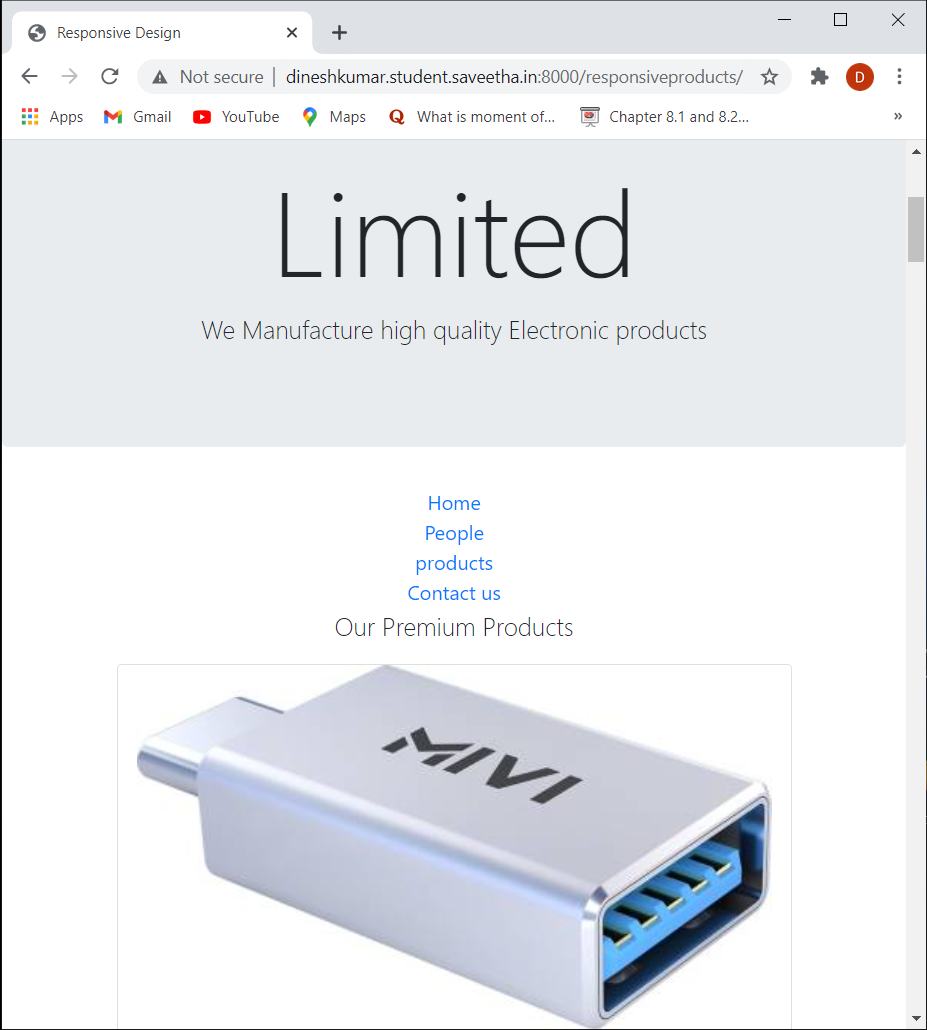 Responsive Design
Not secure | dineshkumar.student.saveetha.in:8000/responsiveproducts/
D
Apps Gmail YouTube Maps What is moment of... Chapter 8.1 and 8.2... »
Limited
We Manufacture high quality Electronic products
Home
People
products
Contact us
Our Premium Products
MIVI